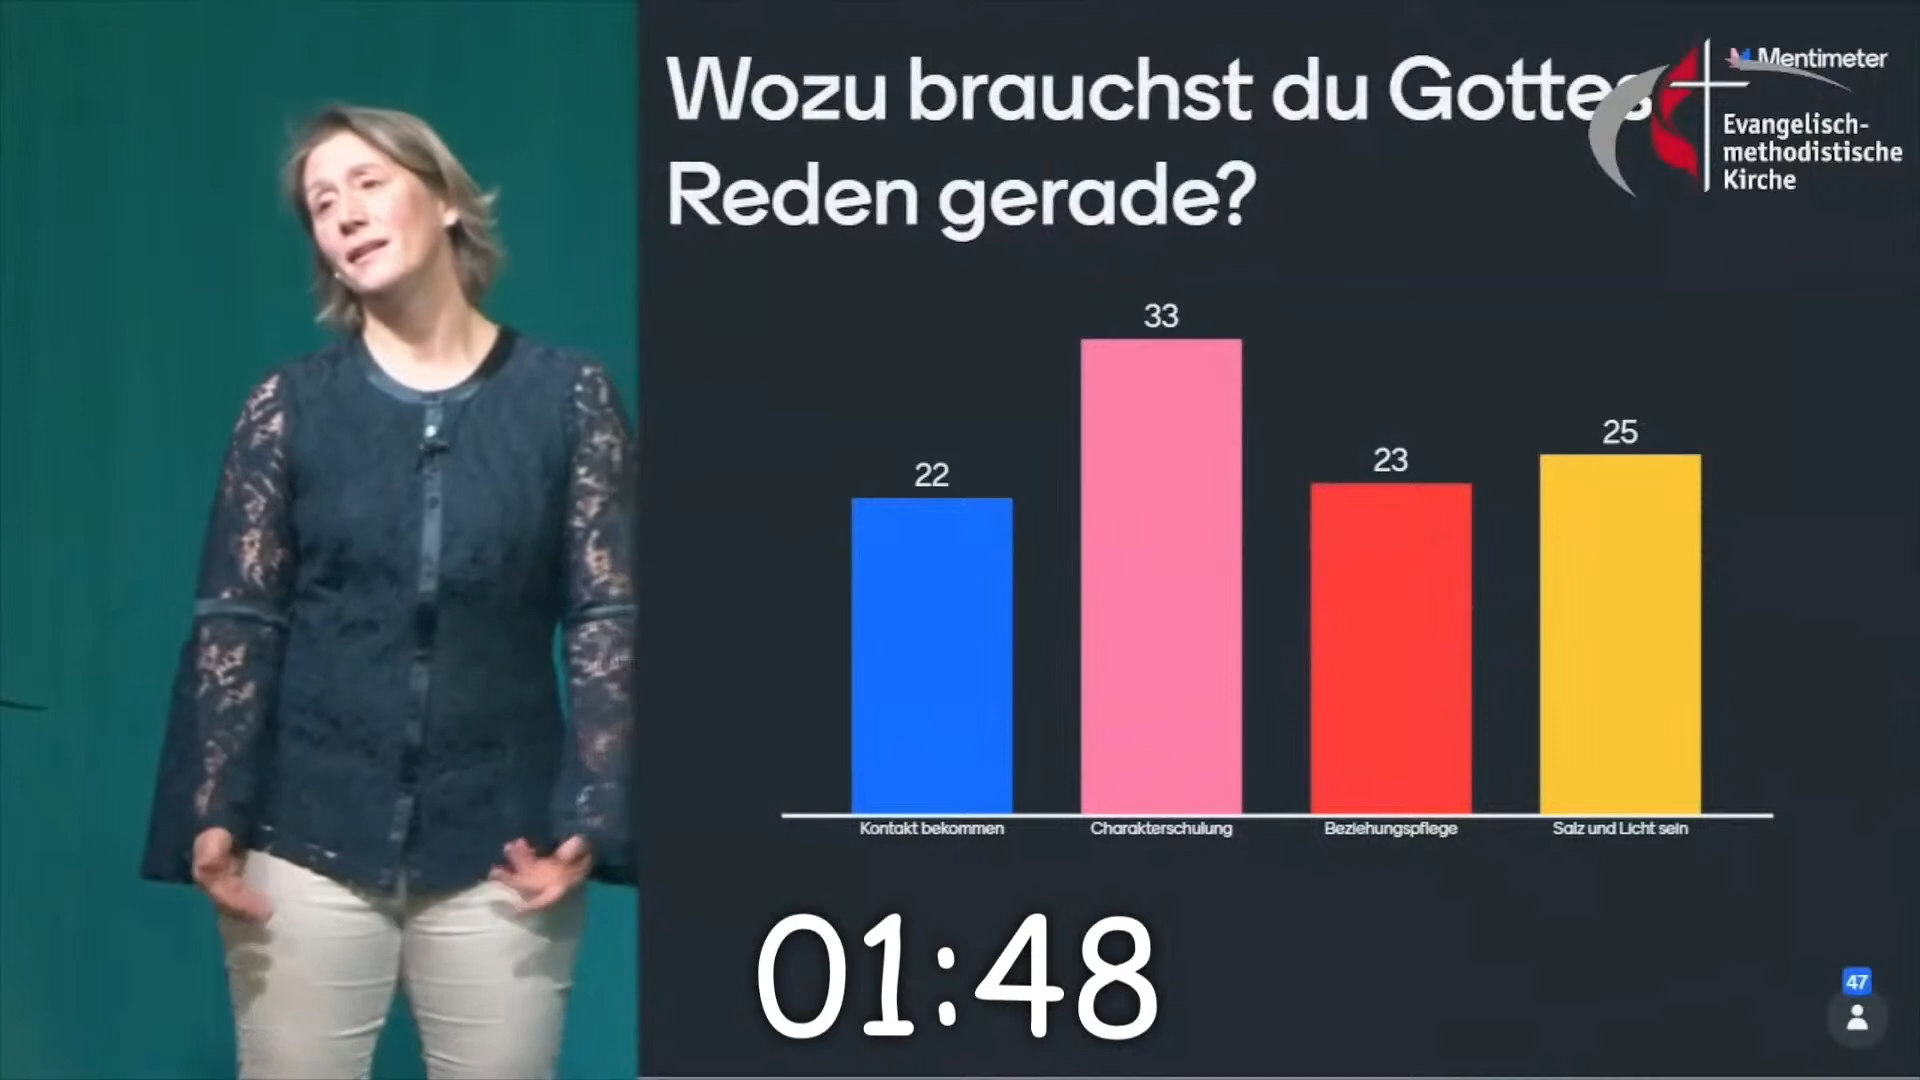 Wozu brauchst du Gottes
Reden gerade?
Mentimeter
Evangelisch-
methodistische
Kirche
33
25
23
22
Kontakt bekommen
Charakterschulung
Beziehungspflege
Salz und Licht sein
01:48
47